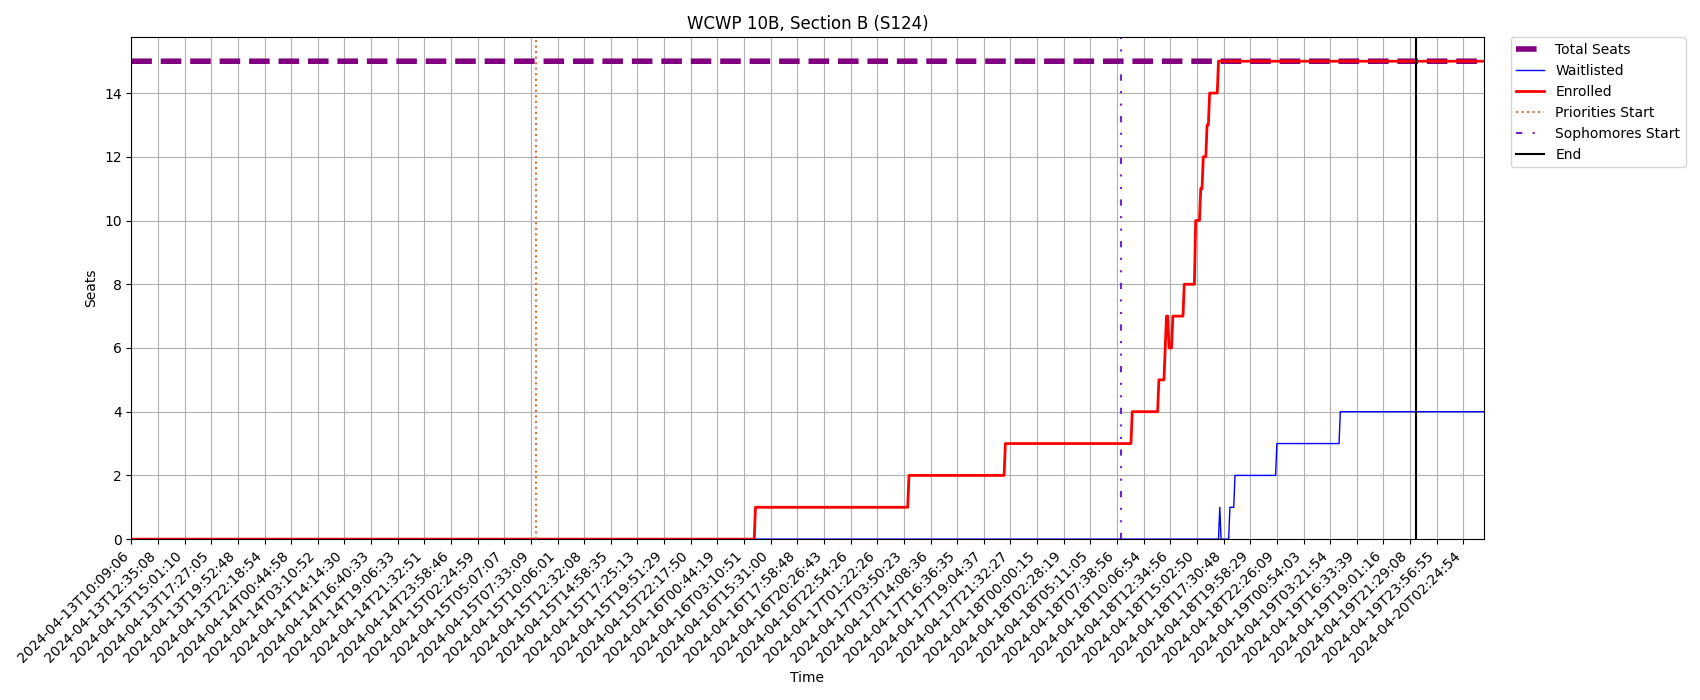 WCWP 10B, Section B (S124)
Total Seats
Waitlisted
Enrolled
Priorities Start
Sophomores Start
End
Seats
14
12
10
8
6
4
2
0
2024-04-13T10:09:06
2024-04-13T12:35:08
2024-04-13T15:01:10
2024-04-13T17:27:05
2024-04-13T19:52:48
2024-04-13T22:18:54
2024-04-14T00:44:58
2024-04-14T03:10:52
2024-04-14T14:14:30
2024-04-14T16:40:33
2024-04-14T19:06:33
2024-04-14T21:32:51
2024-04-14T23:58:46
2024-04-15T02:24:59
2024-04-15T05:07:07
2024-04-15T07:33:09
2024-04-15T10:06:01
2024-04-15T12:32:08
2024-04-15T14:58:35
2024-04-15T17:25:13
2024-04-15T19:51:29
2024-04-15T22:17:50
2024-04-16T00:44:19
2024-04-16T03:10:51
2024-04-16T15:31:00
2024-04-16T17:58:48
2024-04-16T20:26:43
2024-04-16T22:54:26
2024-04-17T01:22:26
2024-04-17T03:50:23
2024-04-17T14:08:36
2024-04-17T16:36:35
2024-04-17T19:04:37
2024-04-17T21:32:27
2024-04-18T00:00:15
2024-04-18T02:28:19
2024-04-18T05:11:05
2024-04-18T07:38:56
2024-04-18T10:06:54
2024-04-18T12:34:56
2024-04-18T15:02:50
2024-04-18T17:30:48
2024-04-18T19:58:29
2024-04-18T22:26:09
2024-04-19T00:54:03
2024-04-19T03:21:54
2024-04-19T16:33:39
2024-04-19T19:01:16
2024-04-19T21:29:08
2024-04-19T23:56:55
2024-04-20T02:24:54
Time